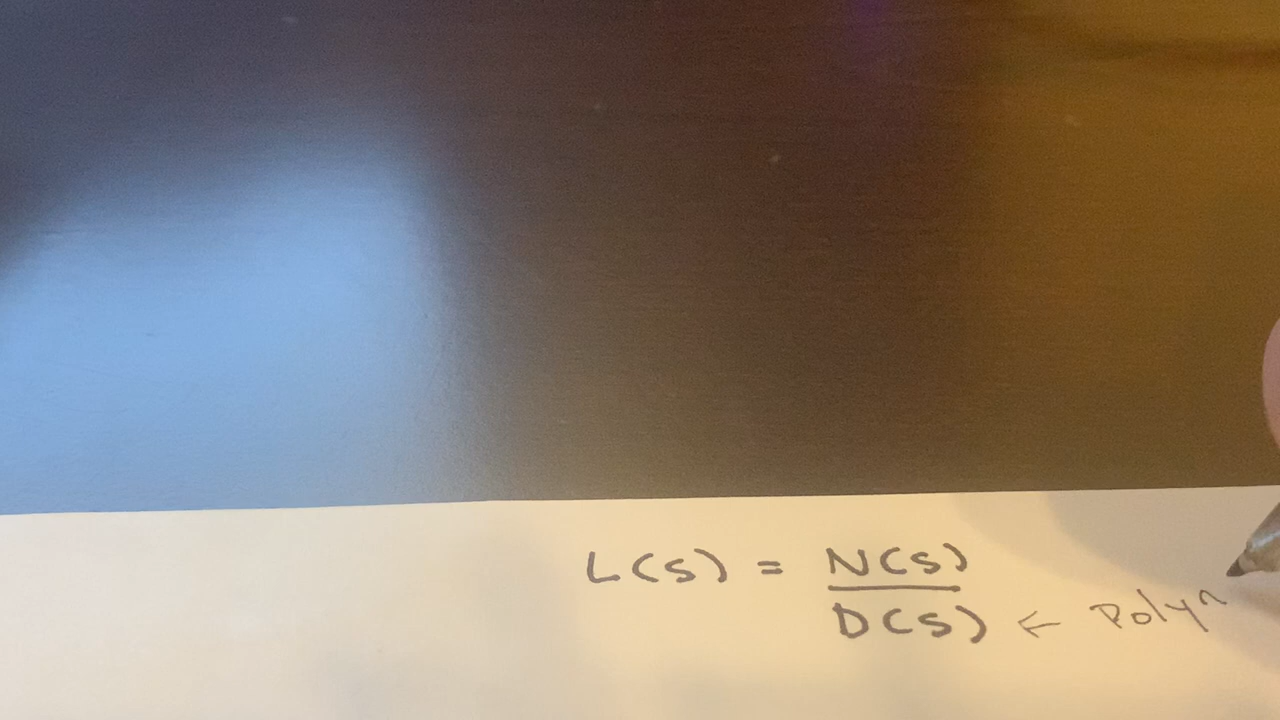 L(s) = N(s)
D(s) ← Polyn